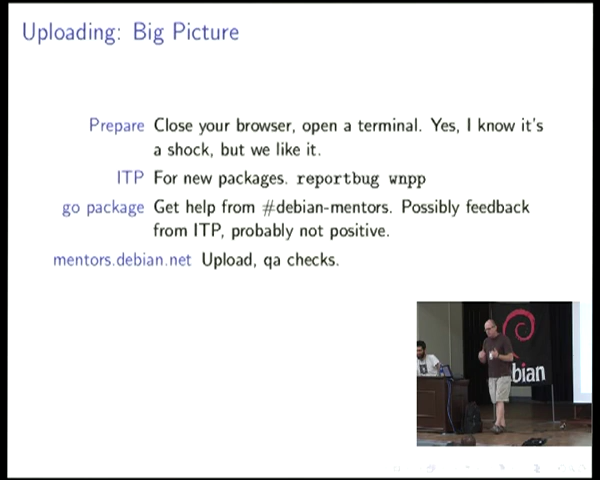 Uploading: Big Picture
Prepare Close your browser, open a terminal. Yes, I know it's
a shock, but we like it.
ITP For new packages. reportbug wnpp
go package Get help from #debian-mentors. Possibly feedback
from ITP, probably not positive.
mentors.debian.net Upload, qa checks.
bian